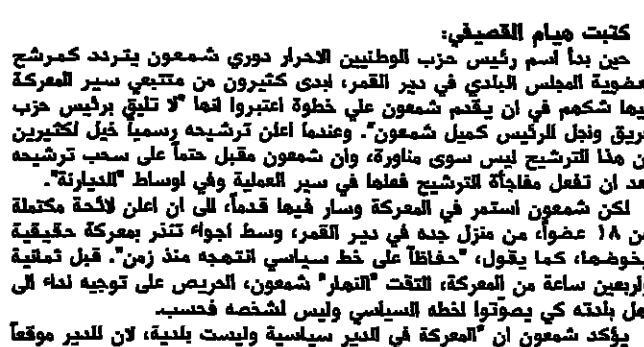 كتبت هيام القصيفي:
حين بدأ اسم رئيس حزب الوطنيين الاحرار دوري شمعون يتردد كمرشح
لعضوية المجلس البلدي في دير القمر، ابدى كثيرون من متتبعي سير المعركة
فيها شكهم في ان يقدم شمعون على خطوة اعتبروا انها "لا تليق برئيس حزب
عريق ونجل الرئيس كميل شمعون". وعندما اعلن ترشيحه رسمياً خيل لكثيرين
ان هذا الترشيح ليس سوى مناورة، وان شمعون مقبل حتماً على سحب ترشيحه
بعد ان تفعل مفاجأة الترشيح فعلها في سير العملية وفي اوساط "الديارنة".
لكن شمعون استمر في المعركة وسار فيها قدماً، الى ان اعلن لائحة مكتملة
من ١٨ عضواً، من منزل جده في دير القمر، وسط اجواء تنذر بمعركة حقيقية
يخوضها، كما يقول، "حفاظاً على خط سياسي انتهجه منذ زمن". قبل ثمانية
واربعين ساعة من المعركة، التقت "النهار" شمعون، الحريص على توجيه نداء الى
اهل بلدته كي يصوّتوا لخطه السياسي وليس لشخصه فحسب.
يؤكد شمعون ان "المعركة في الدير سياسية وليست بلدية، لان للدير موقعاً